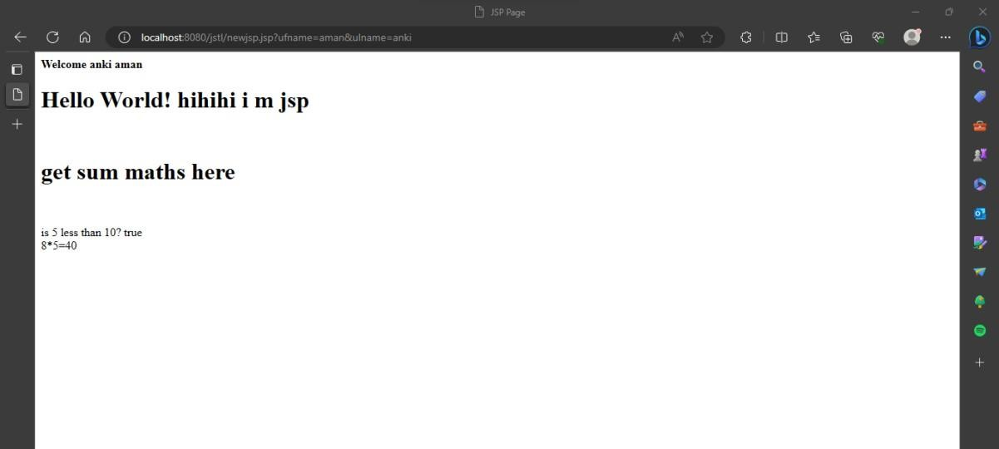 JSP Page
localhost:8080/jstl/newjsp.jsp?ufname=aman&ulname=anki
Welcome anki aman
Hello World! hihihi i m jsp
get sum maths here
is 5 less than 10? true
8*5=40